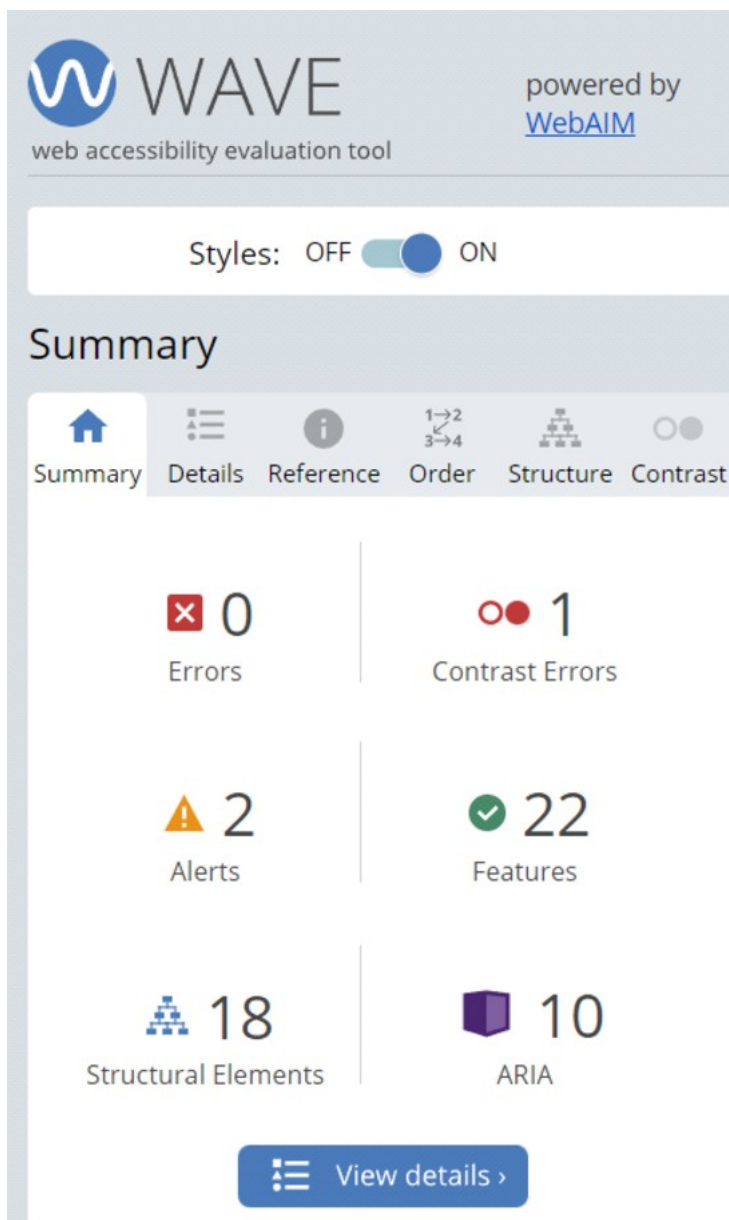 WAVE
powered by
WebAIM
web accessibility evaluation tool
Styles: OFF ON
Summary
1→2
3→4
Summary Details Reference Order Structure Contrast
0 1
Errors Contrast Errors
2 22
Alerts Features
18 10
Structural Elements ARIA
View details ›